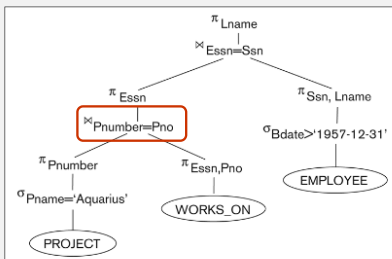 π Lname
⋈ Essn=Ssn
π Essn
π Ssn, Lname
⋈ Pnumber=Pno
σ Bdate>'1957-12-31'
π Pnumber
π Essn,Pno
EMPLOYEE
σ Pname='Aquarius'
WORKS_ON
PROJECT